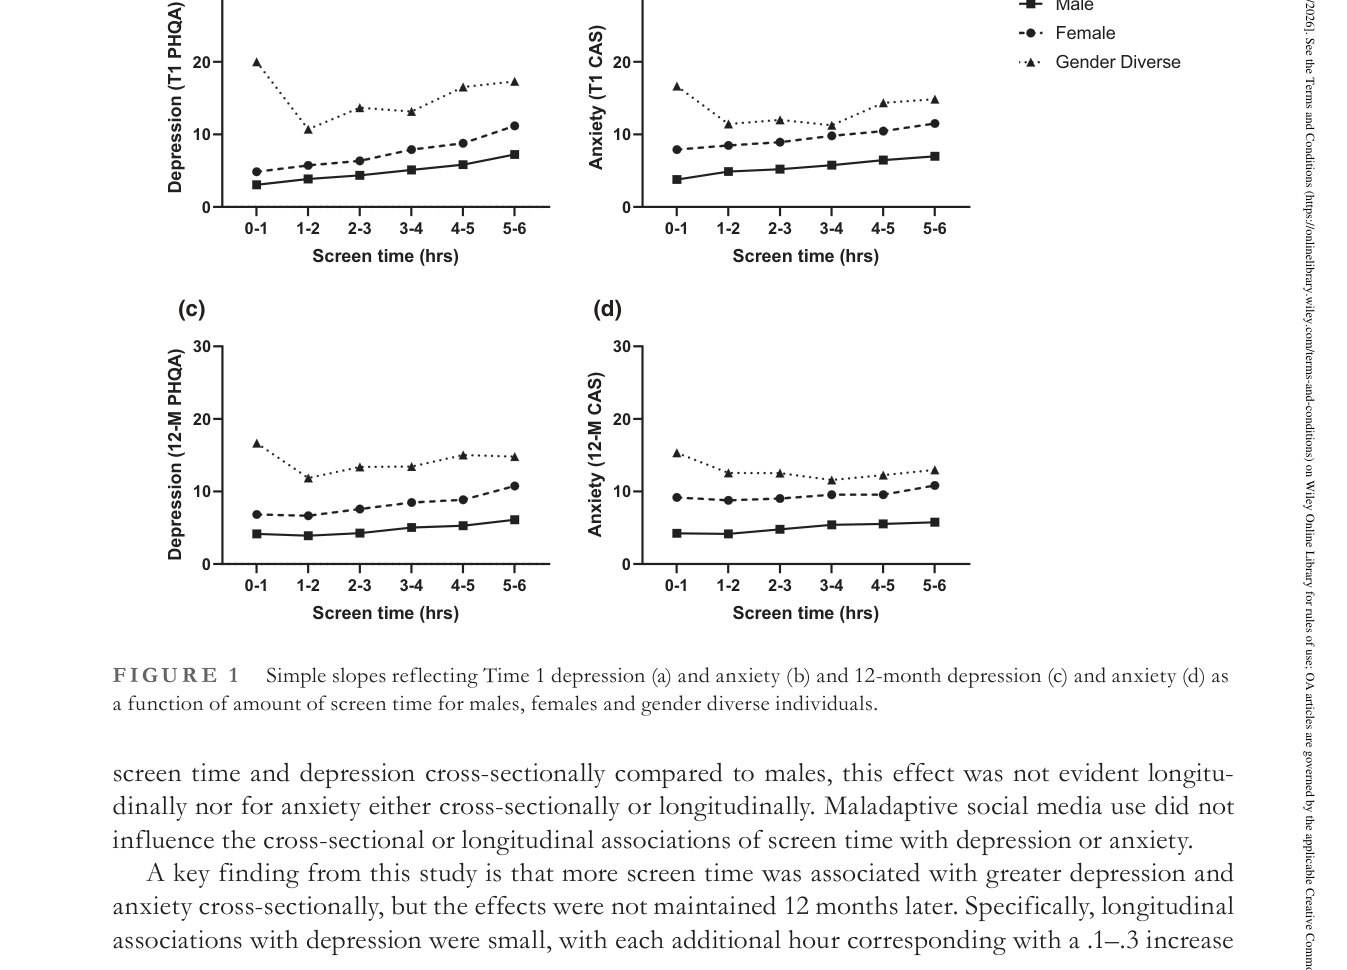 Depression (T1 PHQA)
20
10
0
0-1 1-2 2-3 3-4 4-5 5-6
Screen time (hrs)
Anxiety (T1 CAS)
20
10
0
0-1 1-2 2-3 3-4 4-5 5-6
Screen time (hrs)
Male
Female
Gender Diverse
(c)
Depression (12-M PHQA)
30
20
10
0
0-1 1-2 2-3 3-4 4-5 5-6
Screen time (hrs)
(d)
Anxiety (12-M CAS)
30
20
10
0
0-1 1-2 2-3 3-4 4-5 5-6
Screen time (hrs)
FIGURE 1 Simple slopes reflecting Time 1 depression (a) and anxiety (b) and 12-month depression (c) and anxiety (d) as
a function of amount of screen time for males, females and gender diverse individuals.
screen time and depression cross-sectionally compared to males, this effect was not evident longitu-
dinally nor for anxiety either cross-sectionally or longitudinally. Maladaptive social media use did not
influence the cross-sectional or longitudinal associations of screen time with depression or anxiety.
A key finding from this study is that more screen time was associated with greater depression and
anxiety cross-sectionally, but the effects were not maintained 12 months later. Specifically, longitudinal
associations with depression were small, with each additional hour corresponding with a .1–.3 increase
/2026]. See the Terms and Conditions (https://onlinelibrary.wiley.com/terms-and-conditions) on Wiley Online Library for rules of use; OA articles are governed by the applicable Creative Commo